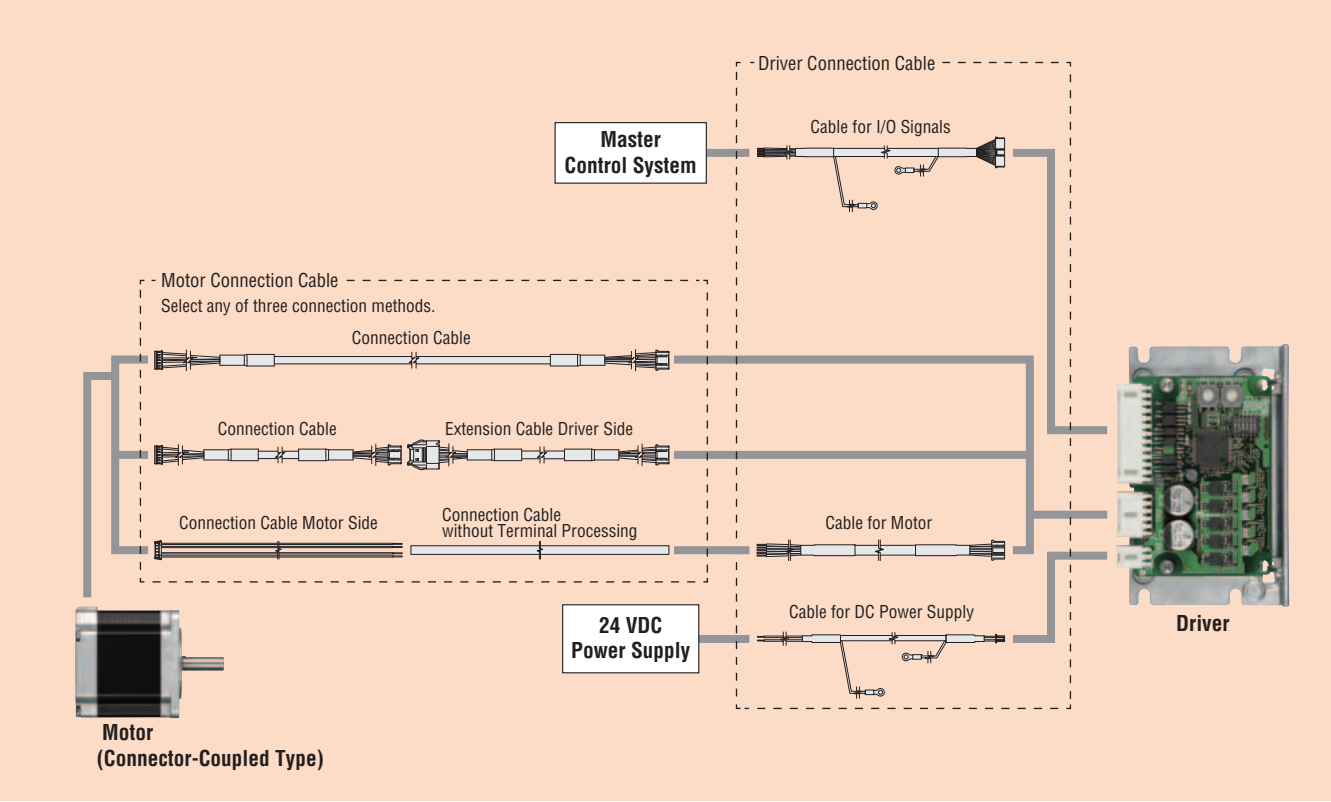 Driver Connection Cable
Cable for I/O Signals
Master
Control System
Motor Connection Cable
Select any of three connection methods.
Connection Cable
Connection Cable
Extension Cable Driver Side
Connection Cable Motor Side
Connection Cable
without Terminal Processing
Cable for Motor
Cable for DC Power Supply
24 VDC
Power Supply
Driver
Motor
(Connector-Coupled Type)